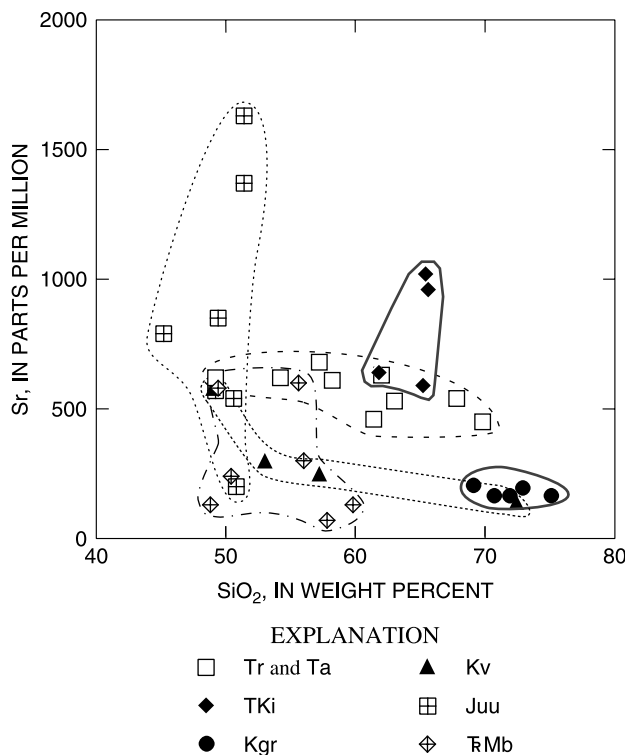 2000
1500
1000
500
0
Sr, IN PARTS PER MILLION
40 50 60 70 80
SiO₂, IN WEIGHT PERCENT
EXPLANATION
Tr and Ta Kv
TKi Juu
Kgr TꞦMb